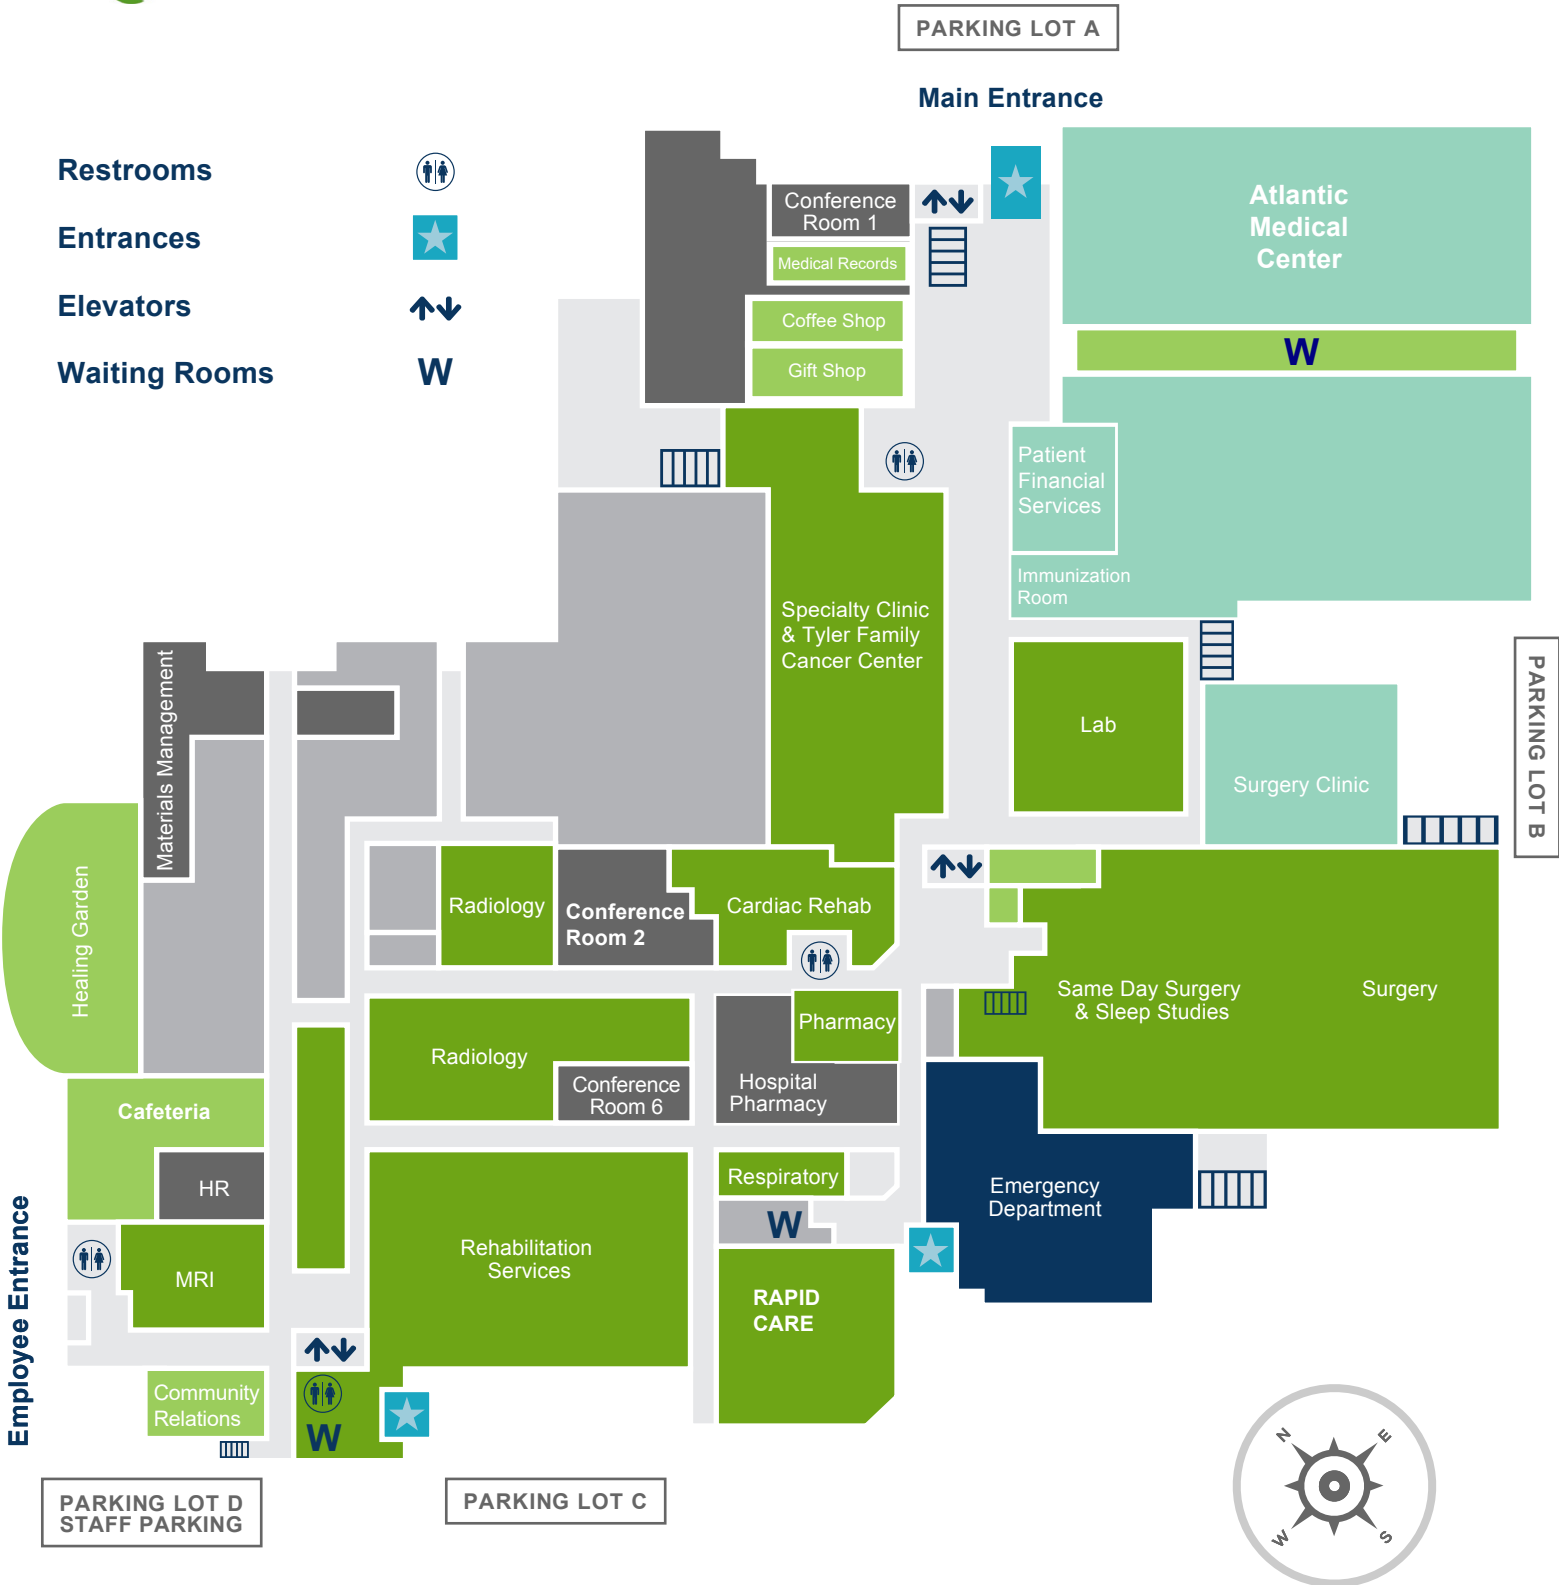 PARKING LOT A
Main Entrance
Restrooms
Entrances
Elevators
Waiting Rooms
W
Conference
Room 1
Medical Records
Coffee Shop
Gift Shop
Atlantic
Medical
Center
W
Patient
Financial
Services
Immunization
Room
Specialty Clinic
& Tyler Family
Cancer Center
Lab
Surgery Clinic
PARKING LOT B
Materials Management
Healing Garden
Radiology
Conference
Room 2
Cardiac Rehab
Same Day Surgery
& Sleep Studies
Surgery
Pharmacy
Radiology
Conference
Room 6
Hospital
Pharmacy
Cafeteria
HR
Respiratory
W
Emergency
Department
Employee Entrance
MRI
Rehabilitation
Services
RAPID
CARE
Community
Relations
W
PARKING LOT D
STAFF PARKING
PARKING LOT C
N
E
W
S